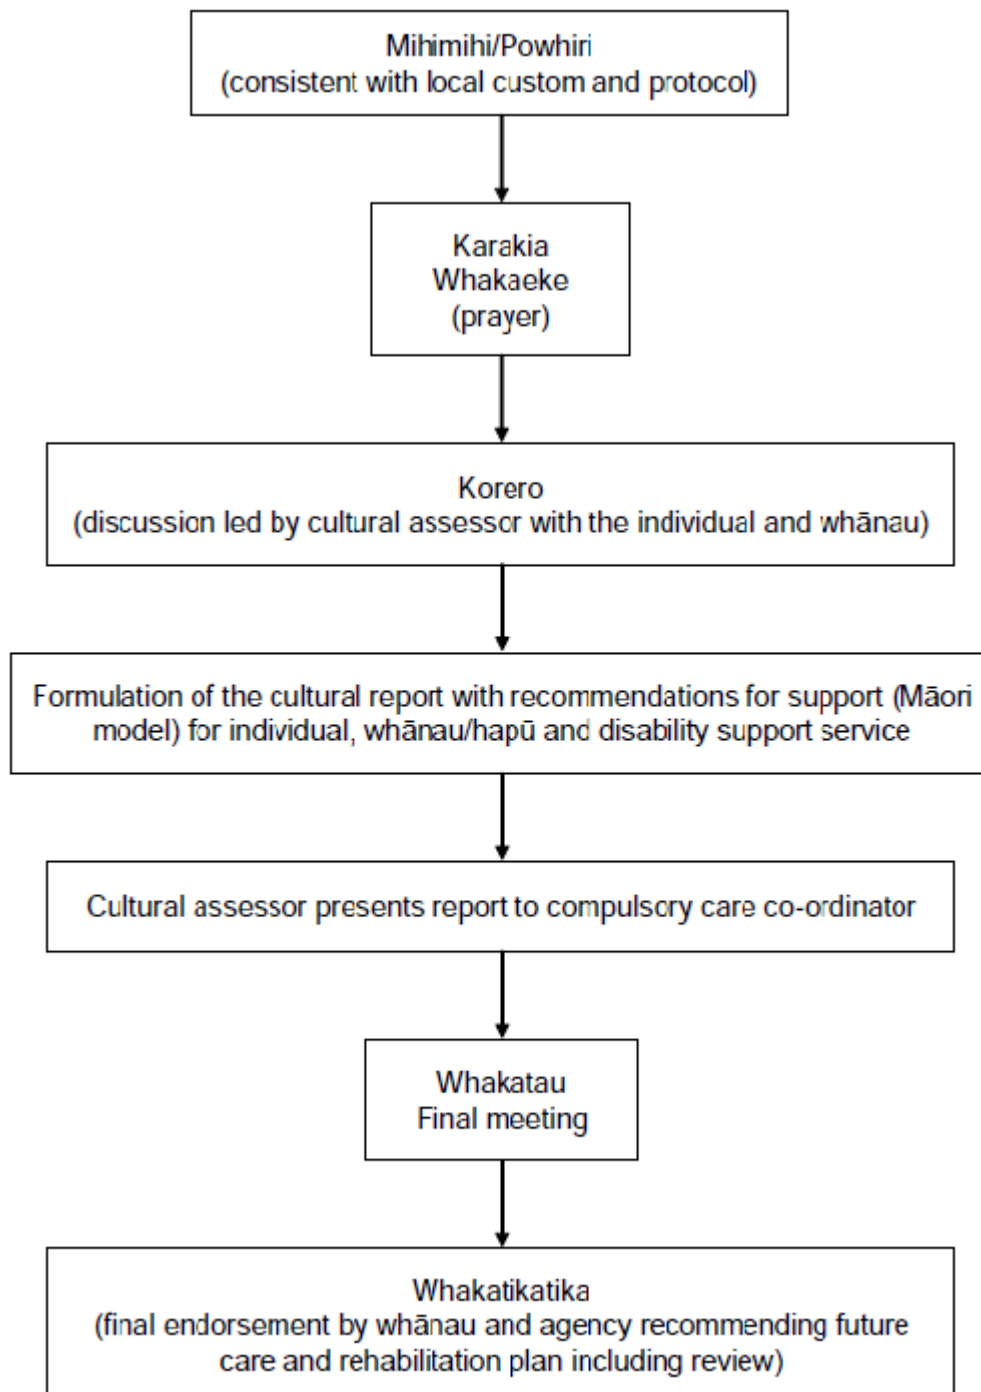 Mihimihi/Powhiri
(consistent with local custom and protocol)
Karakia
Whakaeke
(prayer)
Korero
(discussion led by cultural assessor with the individual and whānau)
Formulation of the cultural report with recommendations for support (Māori
model) for individual, whānau/hapū and disability support service
Cultural assessor presents report to compulsory care co-ordinator
Whakatau
Final meeting
Whakatikatika
(final endorsement by whānau and agency recommending future
care and rehabilitation plan including review)